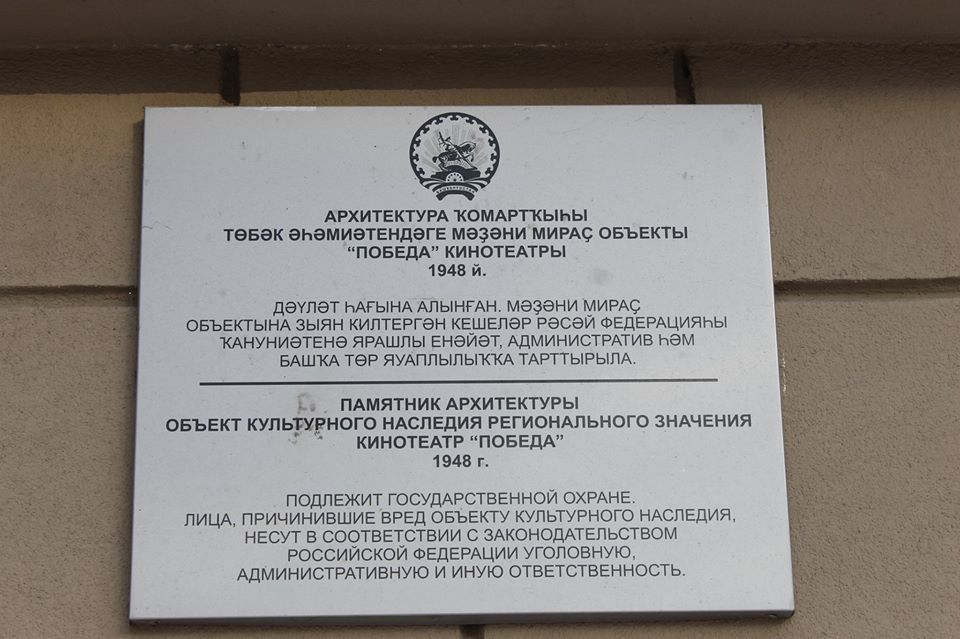 БАШҠОРТОСТАН
АРХИТЕКТУРА ҠОМАРТҠЫҺЫ
ТӨБӘК ӘҺӘМИӘТЕНДӘГЕ МӘҘӘНИ МИРАҪ ОБЪЕКТЫ
“ПОБЕДА” КИНОТЕАТРЫ
1948 й.
ДӘҮЛӘТ ҺАҒЫНА АЛЫНҒАН. МӘҘӘНИ МИРАҪ
ОБЪЕКТЫНА ЗЫЯН КИЛТЕРГӘН КЕШЕЛӘР РӘСӘЙ ФЕДЕРАЦИЯҺЫ
ҠАНУНИӘТЕНӘ ЯРАШЛЫ ЕНӘЙӘТ, АДМИНИСТРАТИВ ҺӘМ
БАШҠА ТӨР ЯУАПЛЫЛЫҠҠА ТАРТТЫРЫЛА.
ПАМЯТНИК АРХИТЕКТУРЫ
ОБЪЕКТ КУЛЬТУРНОГО НАСЛЕДИЯ РЕГИОНАЛЬНОГО ЗНАЧЕНИЯ
КИНОТЕАТР “ПОБЕДА”
1948 г.
ПОДЛЕЖИТ ГОСУДАРСТВЕННОЙ ОХРАНЕ.
ЛИЦА, ПРИЧИНИВШИЕ ВРЕД ОБЪЕКТУ КУЛЬТУРНОГО НАСЛЕДИЯ,
НЕСУТ В СООТВЕТСТВИИ С ЗАКОНОДАТЕЛЬСТВОМ
РОССИЙСКОЙ ФЕДЕРАЦИИ УГОЛОВНУЮ,
АДМИНИСТРАТИВНУЮ И ИНУЮ ОТВЕТСТВЕННОСТЬ.